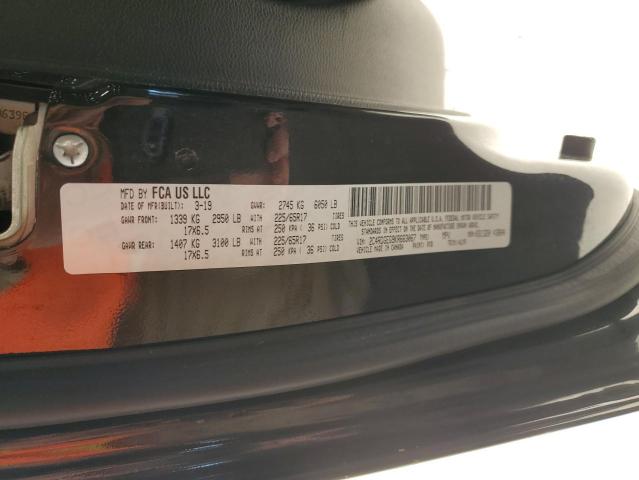 MFD BY FCA US LLC
DATE OF MFR(BUILT): 3-19 GVWR: 2745 KG 6050 LB
GAWR FRONT: 1339 KG 2950 LB WITH 225/65R17 TIRES
17X6.5 RIMS AT 250 KPA( 36 PSI) COLD
GAWR REAR: 1407 KG 3100 LB WITH 225/65R17 TIRES
17X6.5 RIMS AT 250 KPA( 36 PSI) COLD
THIS VEHICLE CONFORMS TO ALL
APPLICABLE U.S.A. FEDERAL MOTOR VEHICLE SAFETY
STANDARDS IN EFFECT ON THE DATE OF
MANUFACTURE SHOWN ABOVE.
VIN: TYPE: MPV
VEHICLE MADE IN CANADA PAINT: